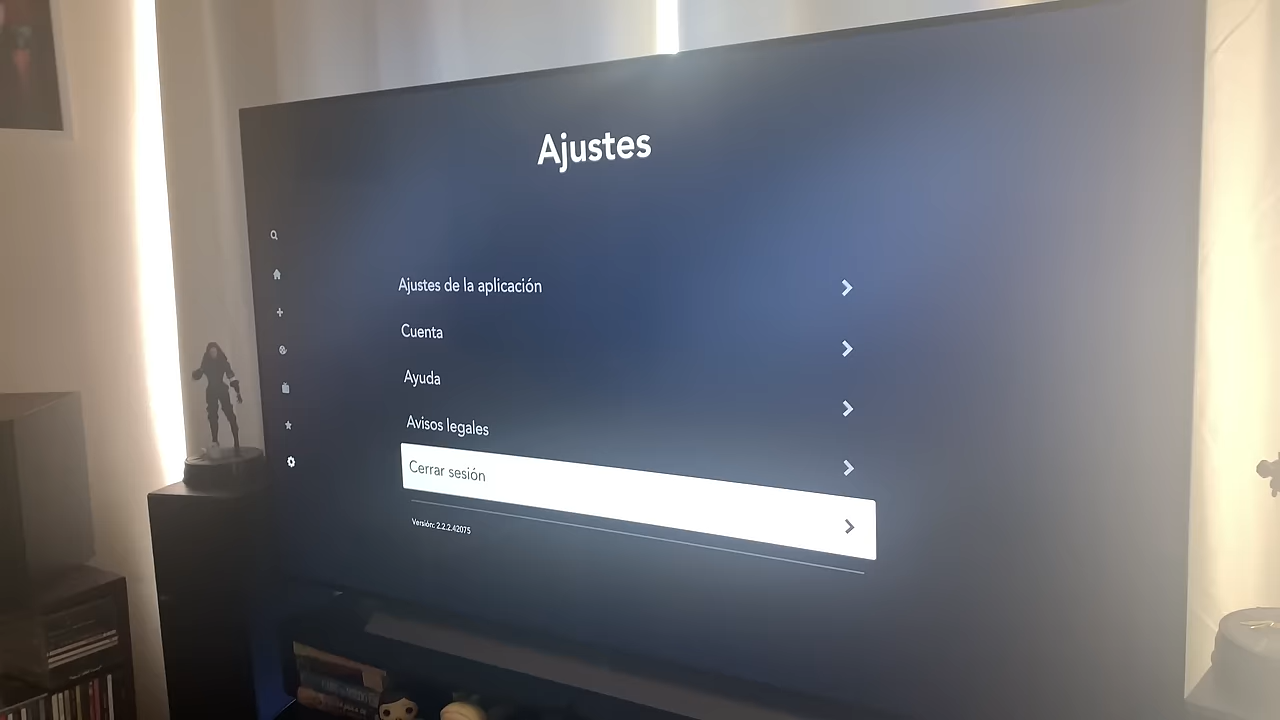 Ajustes
Ajustes de la aplicación
Cuenta
Ayuda
Avisos legales
Cerrar sesión
Versión: 2.2.2.42075